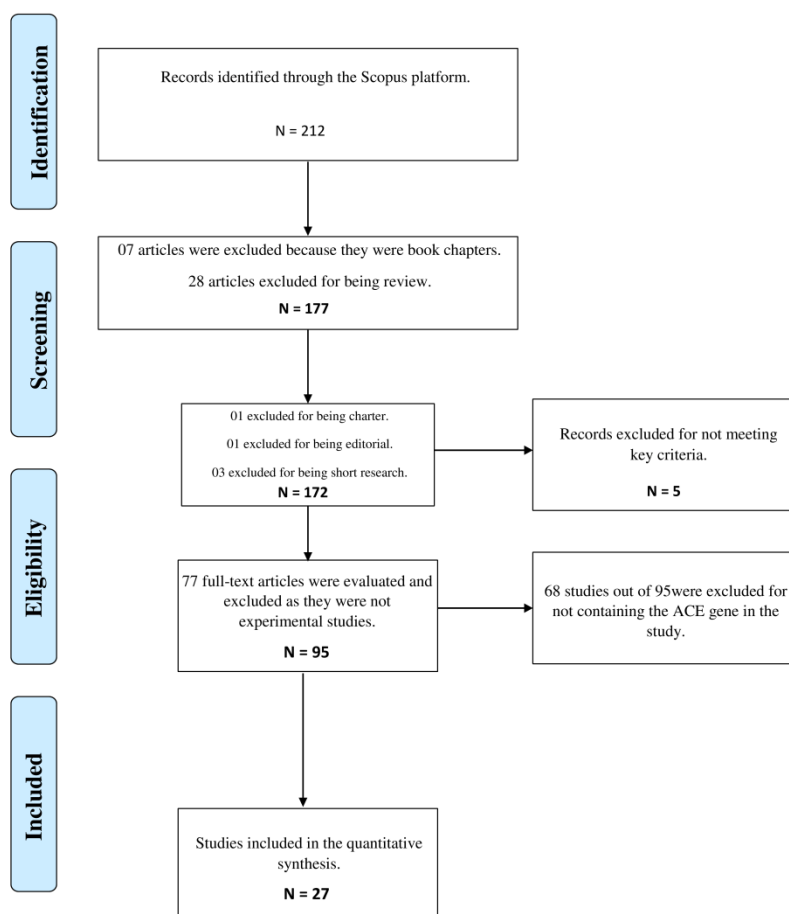 Identification
Records identified through the Scopus platform.
N = 212
Screening
07 articles were excluded because they were book chapters.
28 articles excluded for being review.
N = 177
01 excluded for being charter.
01 excluded for being editorial.
03 excluded for being short research.
N = 172
Records excluded for not meeting
key criteria.
N = 5
Eligibility
77 full-text articles were evaluated and
excluded as they were not
experimental studies.
N = 95
68 studies out of 95were excluded for
not containing the ACE gene in the
study.
Included
Studies included in the quantitative
synthesis.
N = 27